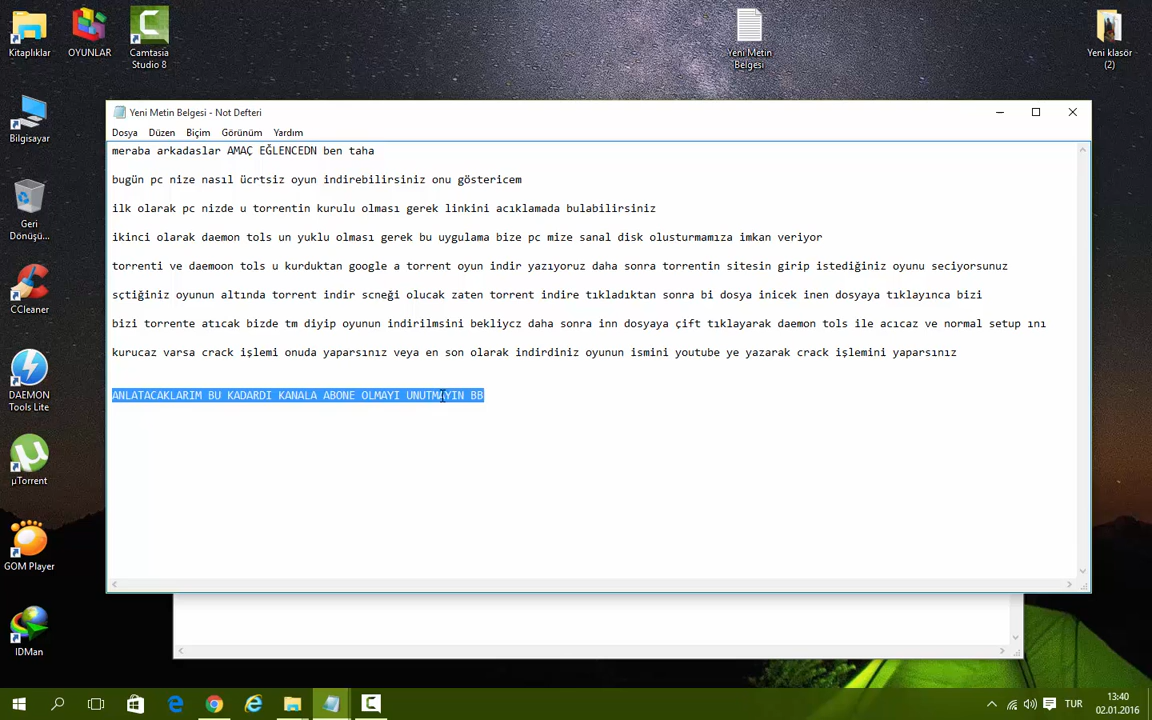 Kitaplıklar
OYUNLAR
Camtasia
Studio 8
Yeni Metin
Belgesi
Yeni klasör
(2)
Bilgisayar
Geri
Dönüşü...
CCleaner
DAEMON
Tools Lite
µTorrent
GOM Player
IDMan
Yeni Metin Belgesi - Not Defteri
Dosya Düzen Biçim Görünüm Yardım
meraba arkadaslar AMAÇ EĞLENCEDN ben taha
bugün pc nize nasıl ücrtsiz oyun indirebilirsiniz onu göstericem
ilk olarak pc nizde u torrentin kurulu olması gerek linkini acıklamada bulabilirsiniz
ikinci olarak daemon tols un yuklu olması gerek bu uygulama bize pc mize sanal disk olusturmamıza imkan veriyor
torrenti ve daemoon tols u kurduktan google a torrent oyun indir yazıyoruz daha sonra torrentin sitesin girip istediğiniz oyunu seciyorsunuz
sçtiğiniz oyunun altında torrent indir scneği olucak zaten torrent indire tıkladıktan sonra bi dosya inicek inen dosyaya tıklayınca bizi
bizi torrente atıcak bizde tm diyip oyunun indirilmsini bekliycz daha sonra inn dosyaya çift tıklayarak daemon tols ile acıcaz ve normal setup ını
kurucaz varsa crack işlemi onuda yaparsınız veya en son olarak indirdiniz oyunun ismini youtube ye yazarak crack işlemini yaparsınız
ANLATACAKLARIM BU KADARDI KANALA ABONE OLMAYI UNUTMAYIN BB
TUR
13:40
02.01.2016